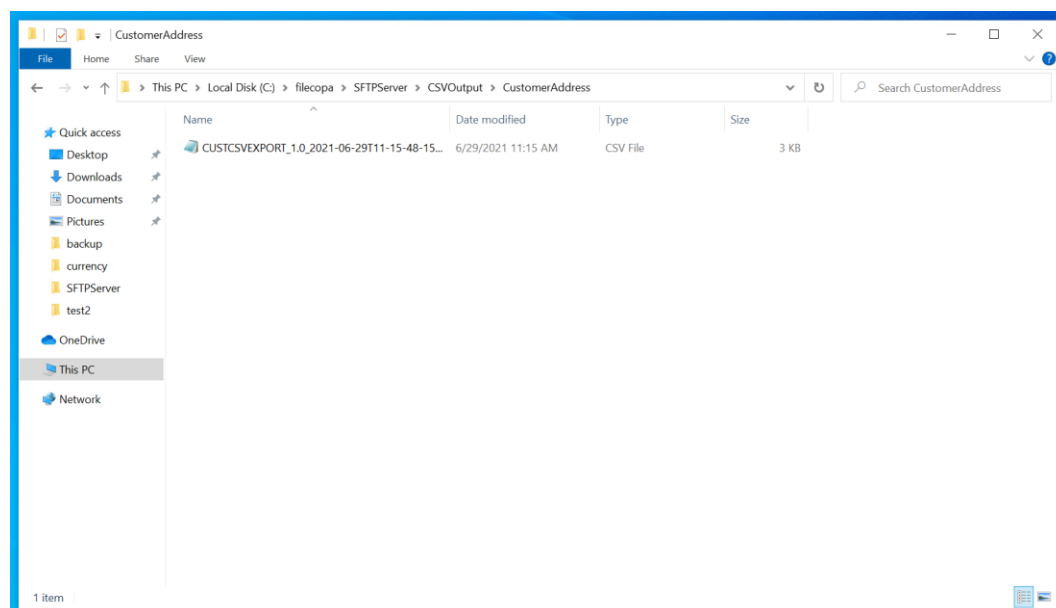 CustomerAddress
File Home Share View
This PC > Local Disk (C:) > filecopa > SFTPServer > CSVOutput > CustomerAddress Search CustomerAddress
Name Date modified Type Size
CUSTCSVEXPORT_1.0_2021-06-29T11-15-48-15... 6/29/2021 11:15 AM CSV File 3 KB
Quick access
Desktop
Downloads
Documents
Pictures
backup
currency
SFTPServer
test2
OneDrive
This PC
Network
1 item